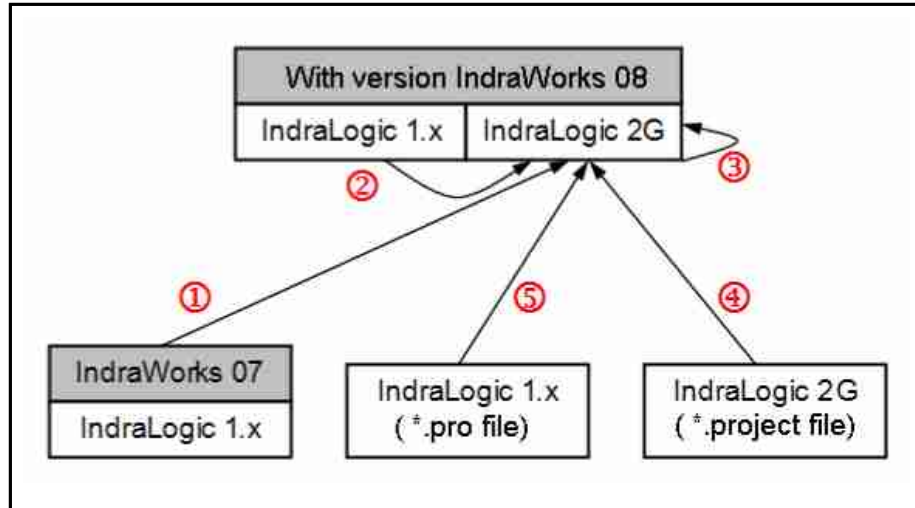 With version IndraWorks 08
IndraLogic 1.x
IndraLogic 2G
③
②
①
⑤
④
IndraWorks 07
IndraLogic 1.x
IndraLogic 1.x
( *.pro file)
IndraLogic 2G
( *.project file)